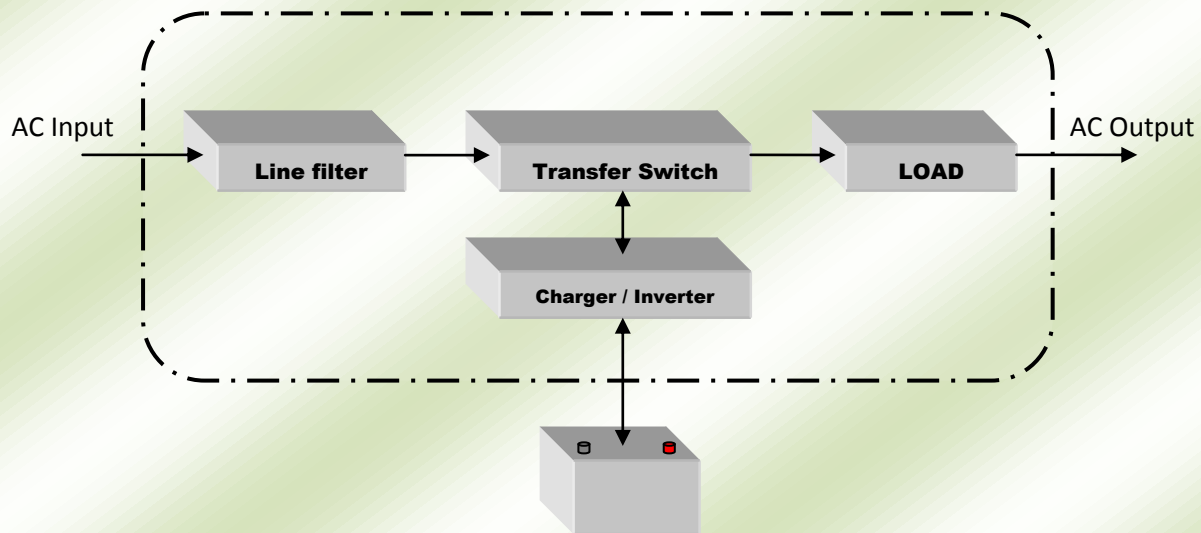 AC Input
Line filter
Transfer Switch
LOAD
AC Output
Charger / Inverter